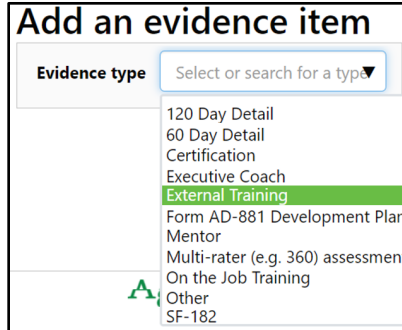 Add an evidence item
Evidence type
Select or search for a type
120 Day Detail
60 Day Detail
Certification
Executive Coach
External Training
Form AD-881 Development Plan
Mentor
Multi-rater (e.g. 360) assessmen
On the Job Training
Other
SF-182